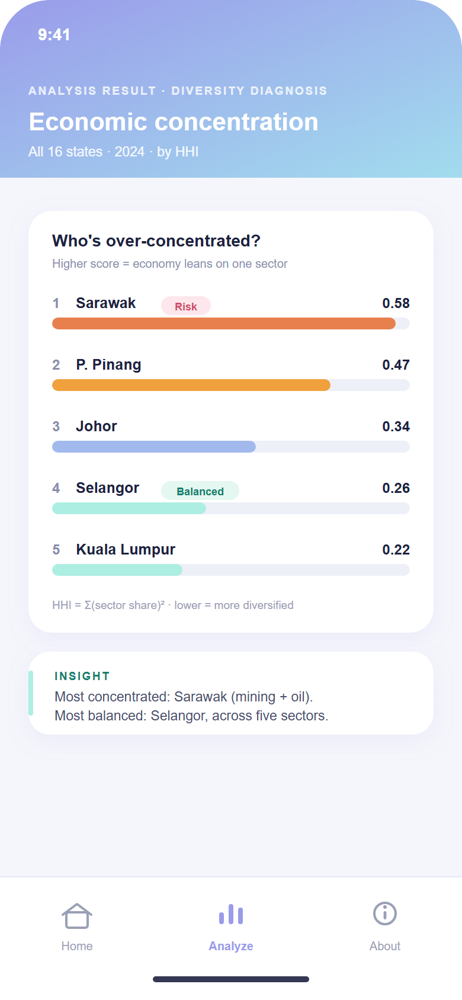 9:41
ANALYSIS RESULT · DIVERSITY DIAGNOSIS
Economic concentration
All 16 states · 2024 · by HHI
Who's over-concentrated?
Higher score = economy leans on one sector
1 Sarawak Risk 0.58
2 P. Pinang 0.47
3 Johor 0.34
4 Selangor Balanced 0.26
5 Kuala Lumpur 0.22
HHI = Σ(sector share)² · lower = more diversified
INSIGHT
Most concentrated: Sarawak (mining + oil).
Most balanced: Selangor, across five sectors.
Home Analyze About